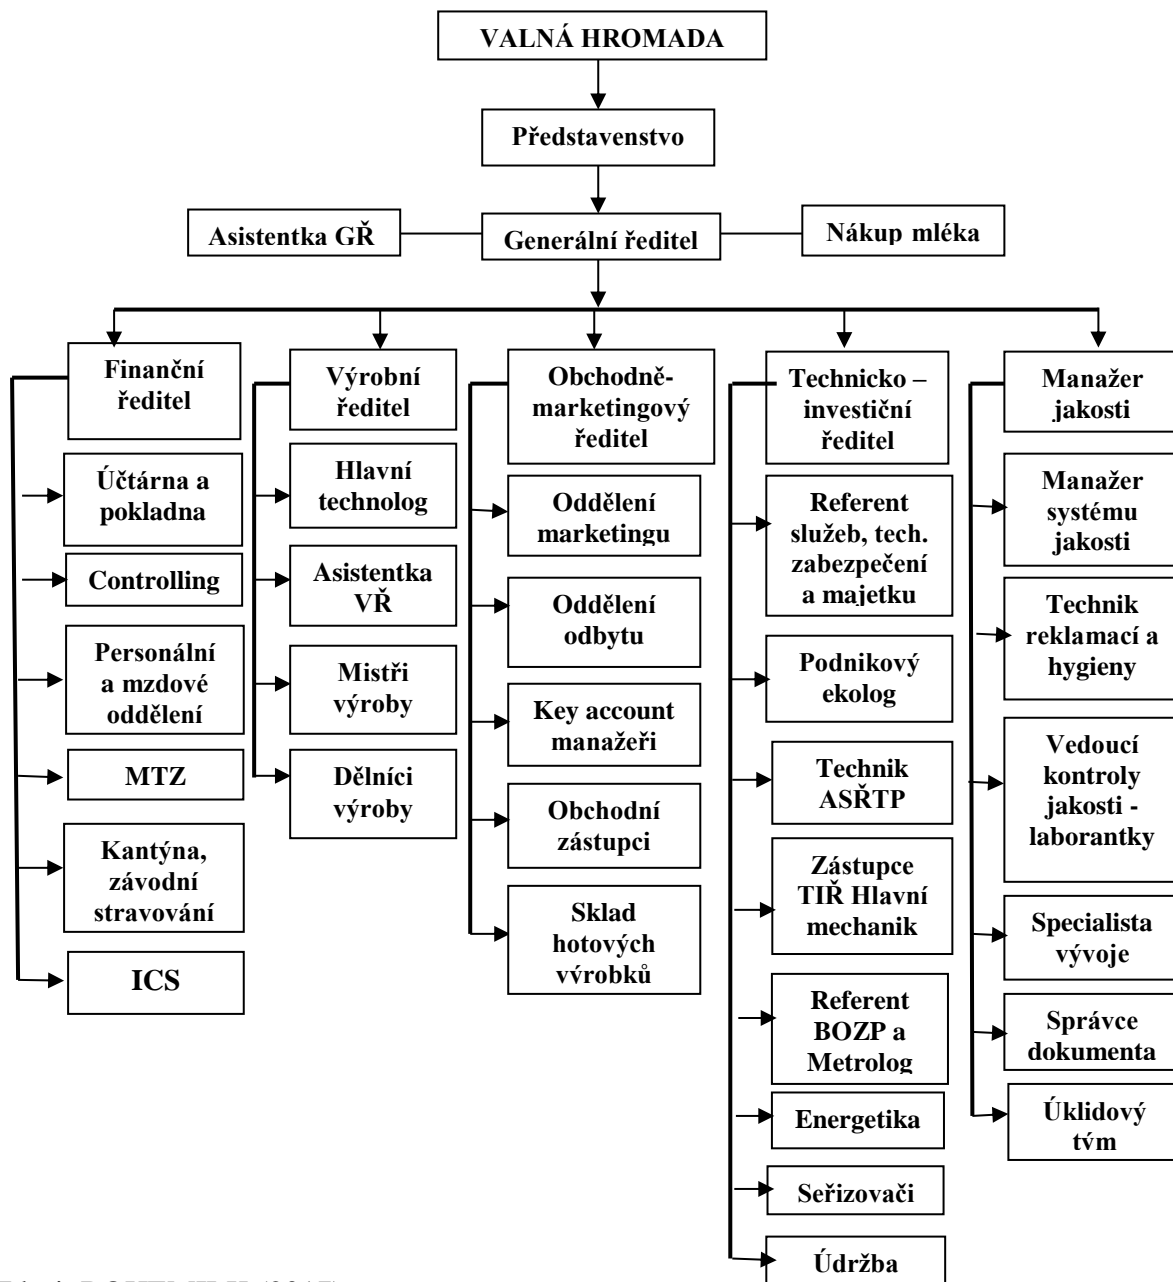 VALNÁ HROMADA
Představenstvo
Asistentka GŘ
Generální ředitel
Nákup mléka
Finanční
ředitel
Účtárna a
pokladna
Controlling
Personální
a mzdové
oddělení
MTZ
Kantýna,
závodní
stravování
ICS
Výrobní
ředitel
Hlavní
technolog
Asistentka
VŘ
Mistři
výroby
Dělníci
výroby
Obchodně-
marketingový
ředitel
Oddělení
marketingu
Oddělení
odbytu
Key account
manažeři
Obchodní
zástupci
Sklad
hotových
výrobků
Technicko –
investiční
ředitel
Referent
služeb, tech.
zabezpečení
a majetku
Podnikový
ekolog
Technik
ASŘTP
Zástupce
TIŘ Hlavní
mechanik
Referent
BOZP a
Metrolog
Energetika
Seřizovači
Údržba
Manažer
jakosti
Manažer
systému
jakosti
Technik
reklamací a
hygieny
Vedoucí
kontroly
jakosti -
laborantky
Specialista
vývoje
Správce
dokumenta
Úklidový
tým